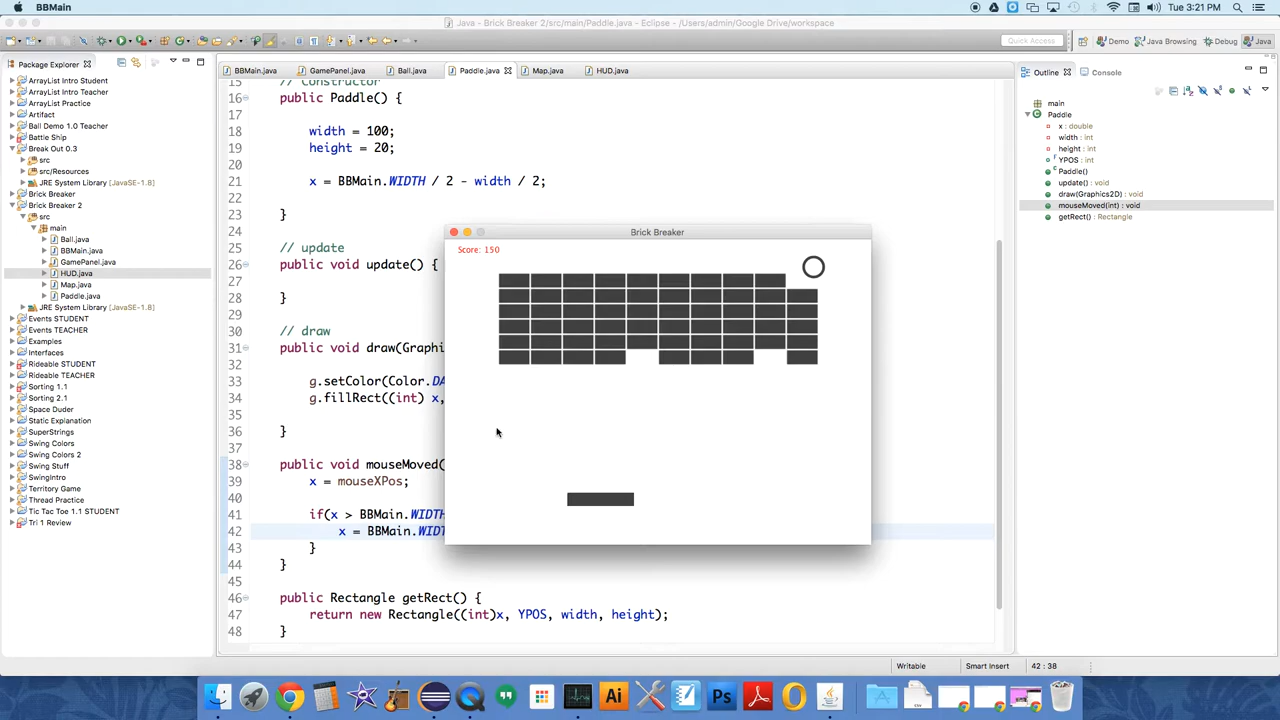 BBMain
Tue 3:21 PM
Java - Brick Breaker 2/src/main/Paddle.java - Eclipse - /Users/admin/Google Drive/workspace
Quick Access
Demo
Java Browsing
Debug
Java
Package Explorer
ArrayList Intro Student
ArrayList Intro Teacher
ArrayList Practice
Artifact
Ball Demo 1.0 Teacher
Battle Ship
Break Out 0.3
src
src/Resources
JRE System Library [JavaSE-1.8]
Brick Breaker
Brick Breaker 2
src
main
Ball.java
BBMain.java
GamePanel.java
HUD.java
Map.java
Paddle.java
JRE System Library [JavaSE-1.8]
Events STUDENT
Events TEACHER
Examples
Interfaces
Rideable STUDENT
Rideable TEACHER
Sorting 1.1
Sorting 2.1
Space Duder
Static Explanation
SuperStrings
Swing Colors
Swing Colors 2
Swing Stuff
SwingIntro
Territory Game
Thread Practice
Tic Tac Toe 1.1 STUDENT
Tri 1 Review
BBMain.java
GamePanel.java
Ball.java
Paddle.java
Map.java
HUD.java
15 // Constructor
16 public Paddle() {
17
18 width = 100;
19 height = 20;
20
21 x = BBMain.WIDTH / 2 - width / 2;
22
23 }
24
25 // update
26 public void update() {
27
28 }
29
30 // draw
31 public void draw(Graphi
32
33 g.setColor(Color.DA
34 g.fillRect((int) x,
35
36 }
37
38 public void mouseMoved(
39 x = mouseXPos;
40
41 if(x > BBMain.WIDTH
42 x = BBMain.WIDT
43 }
44 }
45
46 public Rectangle getRect() {
47 return new Rectangle((int)x, YPOS, width, height);
48 }
Brick Breaker
Score: 150
Outline
Console
main
Paddle
x : double
width : int
height : int
YPOS : int
Paddle()
update() : void
draw(Graphics2D) : void
mouseMoved(int) : void
getRect() : Rectangle
Writable
Smart Insert
42 : 38
Ai
Ps